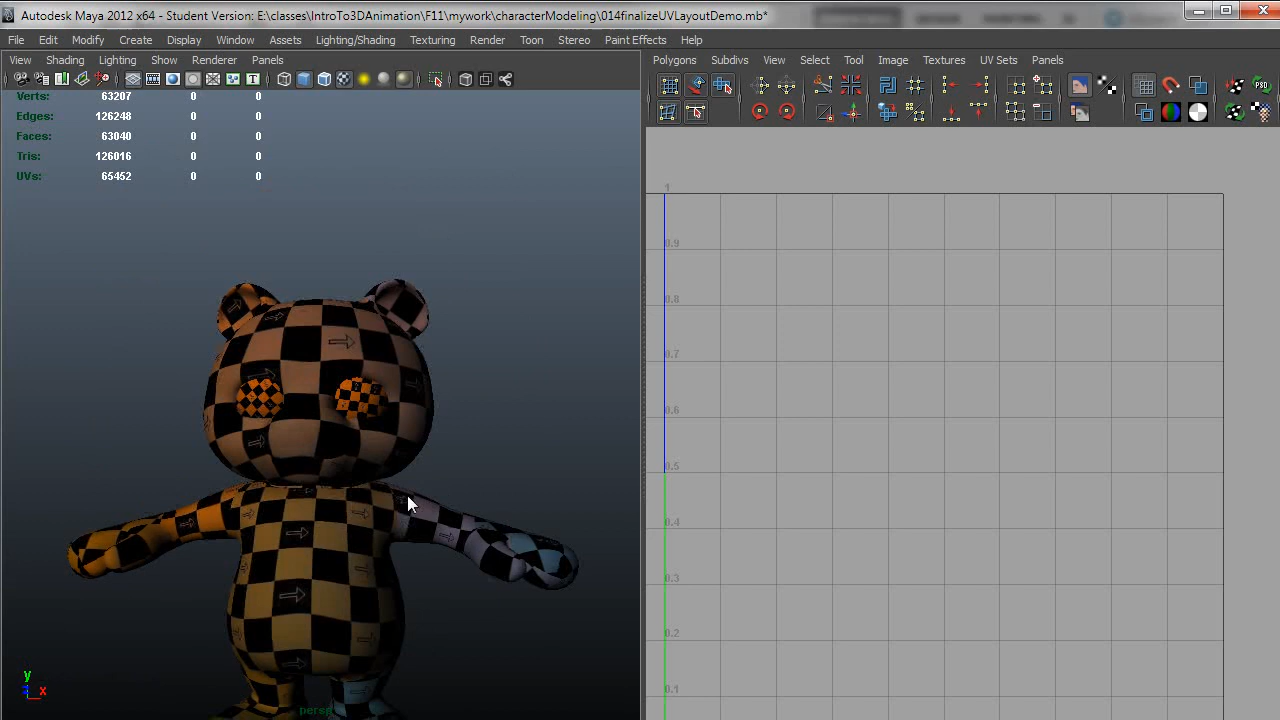 Autodesk Maya 2012 x64 - Student Version: E:\classes\IntroTo3DAnimation\F11\mywork\characterModeling\014finalizeUVLayoutDemo.mb*
File Edit Modify Create Display Window Assets Lighting/Shading Texturing Render Toon Stereo Paint Effects Help
View Shading Lighting Show Renderer Panels
Polygons Subdivs View Select Tool Image Textures UV Sets Panels
T
PSD
Verts: 63207 0 0
Edges: 126248 0 0
Faces: 63040 0 0
Tris: 126016 0 0
UVs: 65452 0 0
1
0.9
0.8
0.7
0.6
0.5
0.4
0.3
0.2
0.1
y
z x
persp